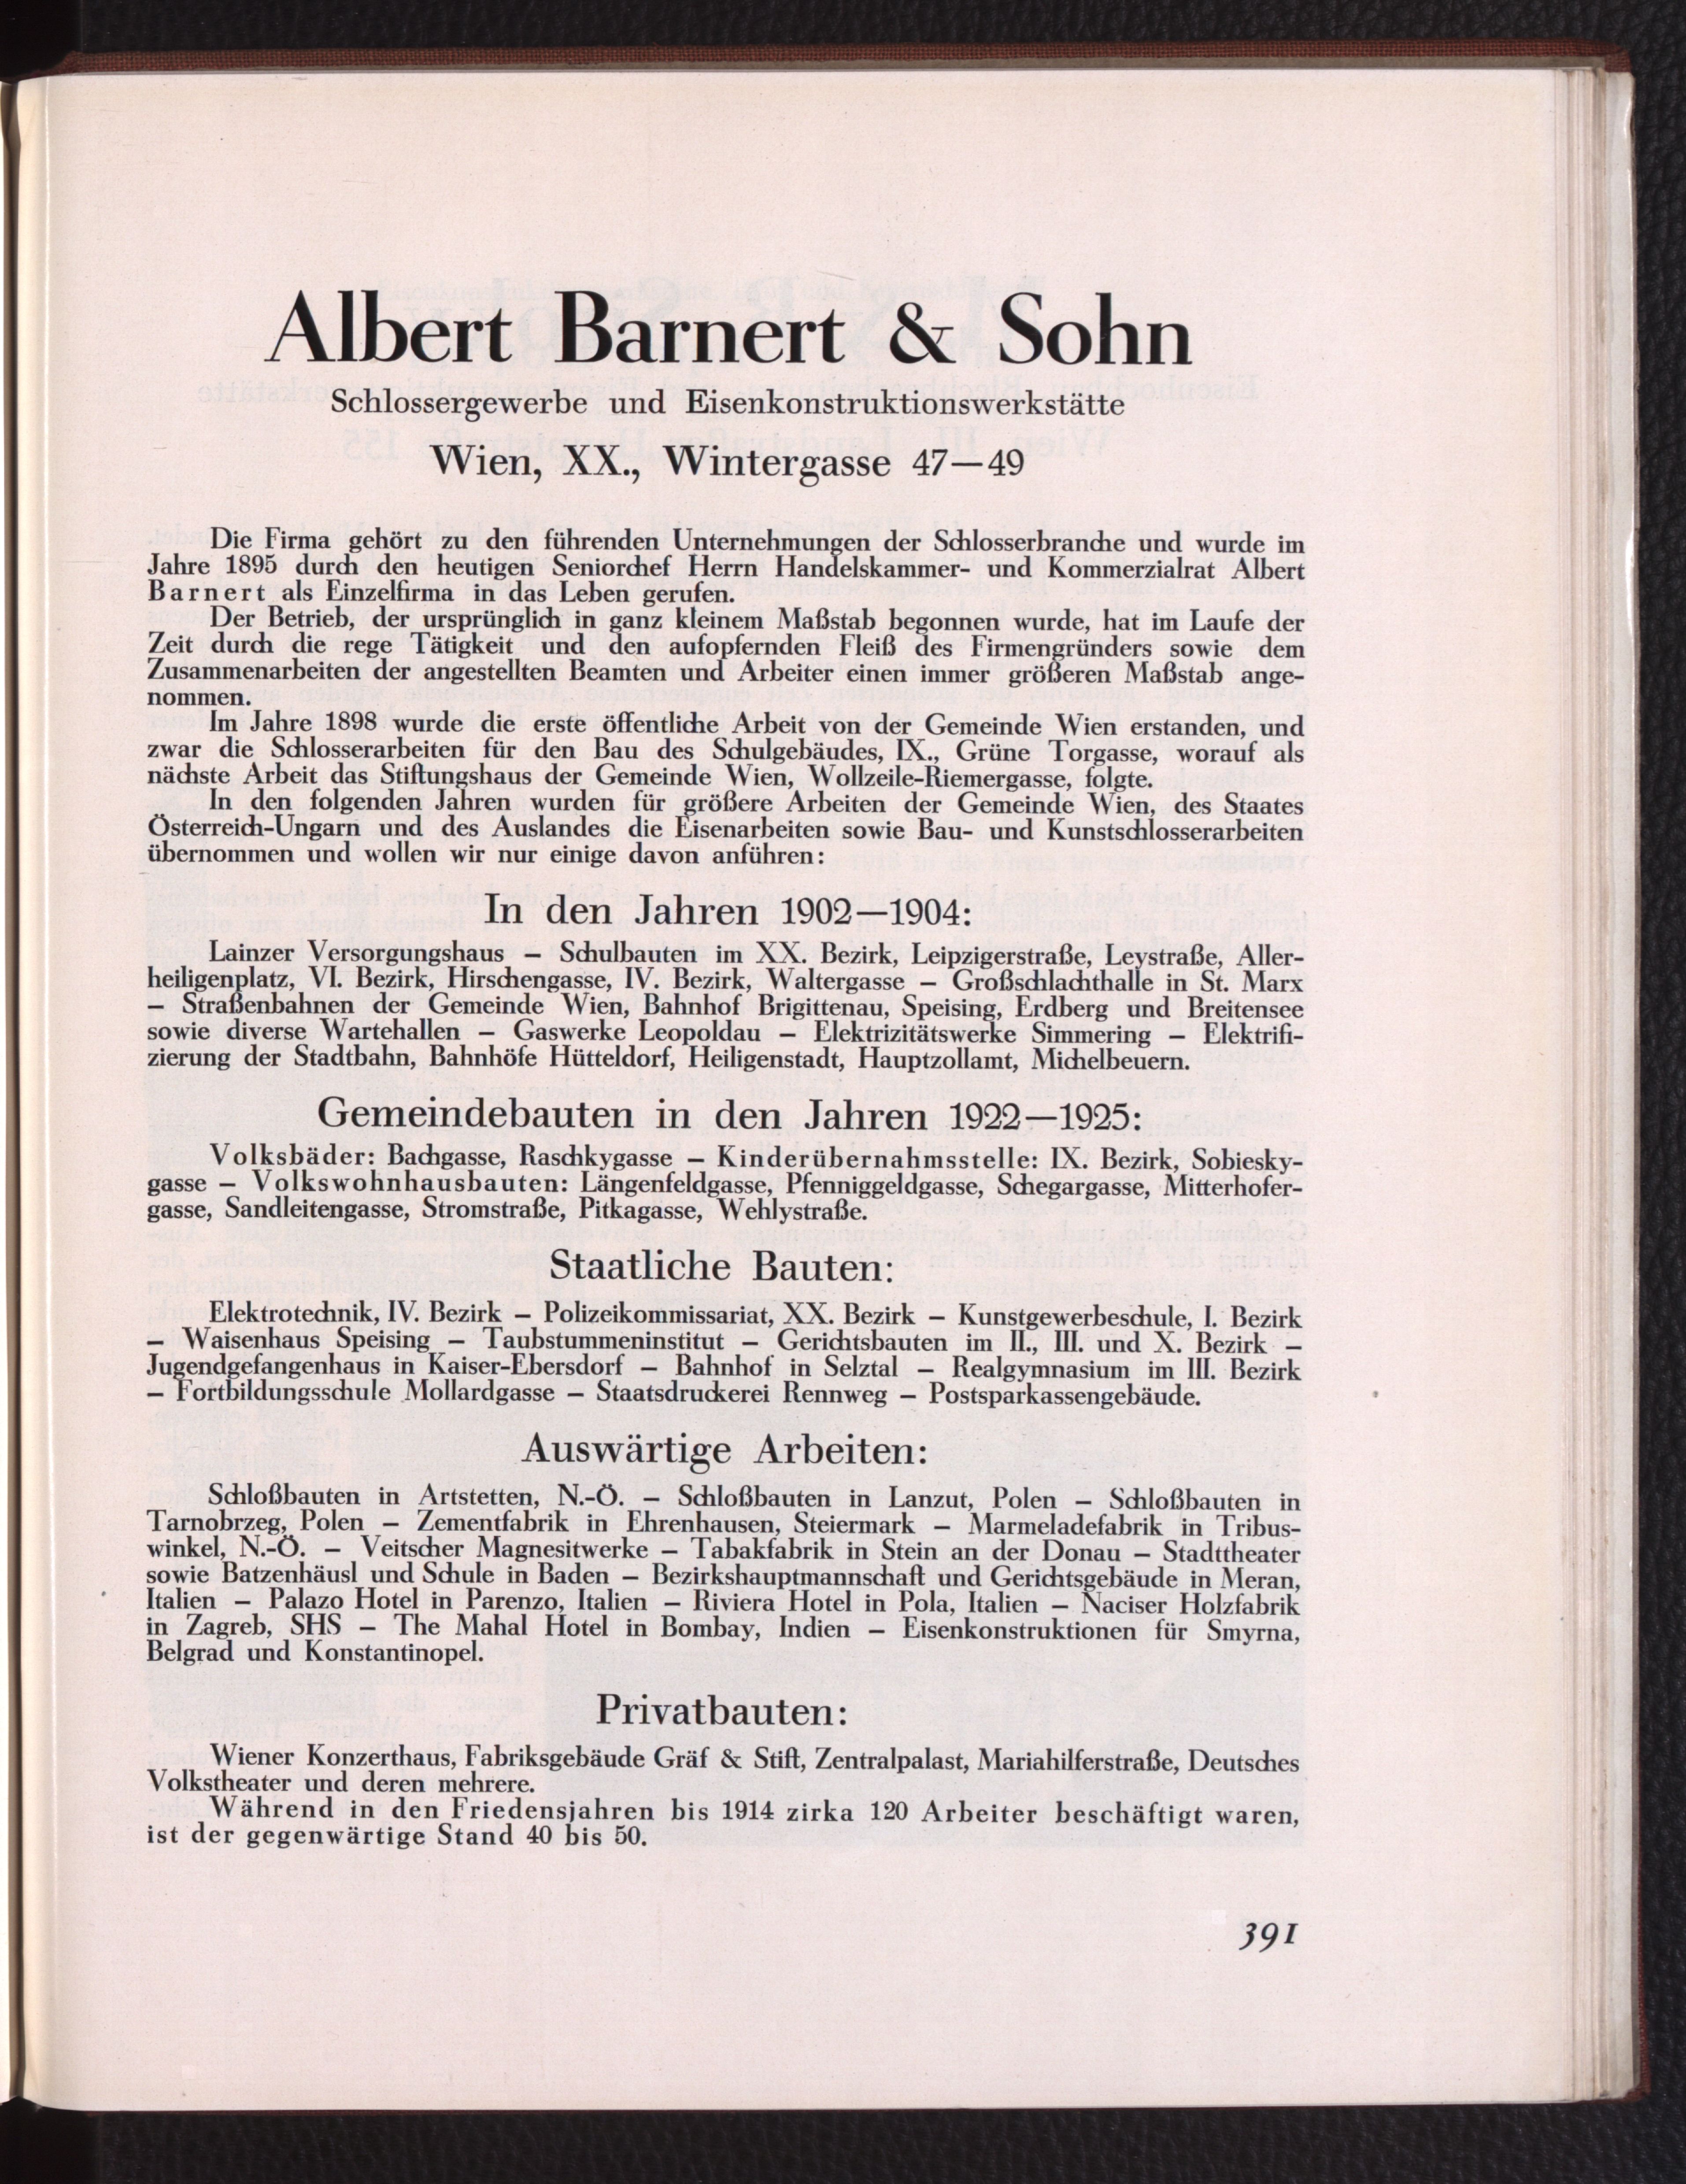 Albert Barnert & Sohn
Schlossergewerbe und Eisenkonstruktionswerkstätte
Wien, XX., Wintergasse 47—49
Die Firma gehört zu den führenden Unternehmungen der Schlosserbranche und wurde im
Jahre 1895 durch den heutigen Seniorchef Herrn Handelskammer- und Kommerzialrat Albert
Barnert als Einzelfirma in das Leben gerufen.
Der Betrieb, der ursprünglich in ganz kleinem Maßstab begonnen wurde, hat im Laufe der
Zeit durch die rege Tätigkeit und den aufopfernden Fleiß des Firmengründers sowie dem
Zusammenarbeiten der angestellten Beamten und Arbeiter einen immer größeren Maßstab ange-
nommen.
Im Jahre 1898 wurde die erste öffentliche Arbeit von der Gemeinde Wien erstanden, und
zwar die Schlosserarbeiten für den Bau des Schulgebäudes, IX., Grüne Torgasse, worauf als
nächste Arbeit das Stiftungshaus der Gemeinde Wien, Wollzeile-Riemergasse, folgte.
In den folgenden Jahren wurden für größere Arbeiten der Gemeinde Wien, des Staates
Österreich-Ungarn und des Auslandes die Eisenarbeiten sowie Bau- und Kunstschlosserarbeiten
übernommen und wollen wir nur einige davon anführen:
In den Jahren 1902—1904:
Lainzer Versorgungshaus — Schulbauten im XX. Bezirk, Leipzigerstraße, Leystraße, Aller-
heiligenplatz, VI. Bezirk, Hirschengasse, IV. Bezirk, Waltergasse — Großschlachthalle in St. Marx
— Straßenbahnen der Gemeinde Wien, Bahnhof Brigittenau, Speising, Erdberg und Breitensee
sowie diverse Wartehallen — Gaswerke Leopoldau — Elektrizitätswerke Simmering — Elektrifi-
zierung der Stadtbahn, Bahnhöfe Hütteldorf, Heiligenstadt, Hauptzollamt, Michelbeuern.
Gemeindebauten in den Jahren 1922—1925:
Volksbäder: Bachgasse, Raschkygasse — Kinderübernahmsstelle: IX. Bezirk, Sobiesky-
gasse — Volkswohnhausbauten: Längenfeldgasse, Pfenniggeldgasse, Schegargasse, Mitterhofer-
gasse, Sandleitengasse, Stromstraße, Pitkagasse, Wehlystraße.
Staatliche Bauten:
Elektrotechnik, IV. Bezirk — Polizeikommissariat, XX. Bezirk — Kunstgewerbeschule, I. Bezirk
— Waisenhaus Speising — Taubstummeninstitut — Gerichtsbauten im II., III. und X. Bezirk —
Jugendgefangenhaus in Kaiser-Ebersdorf — Bahnhof in Selztal — Realgymnasium im III. Bezirk
— Fortbildungsschule Mollardgasse — Staatsdruckerei Rennweg — Postsparkassengebäude.
Auswärtige Arbeiten:
Schloßbauten in Artstetten, N.-Ö. — Schloßbauten in Lanzut, Polen — Schloßbauten in
Tarnobrzeg, Polen — Zementfabrik in Ehrenhausen, Steiermark — Marmeladefabrik in Tribus-
winkel, N.-Ö. — Veitscher Magnesitwerke — Tabakfabrik in Stein an der Donau — Stadttheater
sowie Batzenhäusl und Schule in Baden — Bezirkshauptmannschaft und Gerichtsgebäude in Meran,
Italien — Palazo Hotel in Parenzo, Italien — Riviera Hotel in Pola, Italien — Naciser Holzfabrik
in Zagreb, SHS — The Mahal Hotel in Bombay, Indien — Eisenkonstruktionen für Smyrna,
Belgrad und Konstantinopel.
Privatbauten:
Wiener Konzerthaus, Fabriksgebäude Gräf & Stift, Zentralpalast, Mariahilferstraße, Deutsches
Volkstheater und deren mehrere.
Während in den Friedensjahren bis 1914 zirka 120 Arbeiter beschäftigt waren,
ist der gegenwärtige Stand 40 bis 50.
391